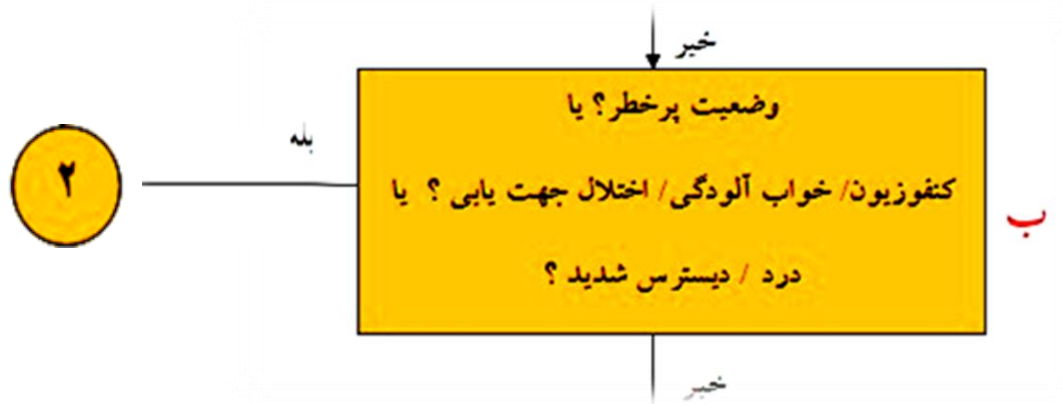 خیر
وضعیت پرخطر؟ یا
بله
۲
کنفوزیون/ خواب آلودگی/ اختلال جهت یابی ؟ یا
ب
درد / دیسترس شدید ؟
خیر